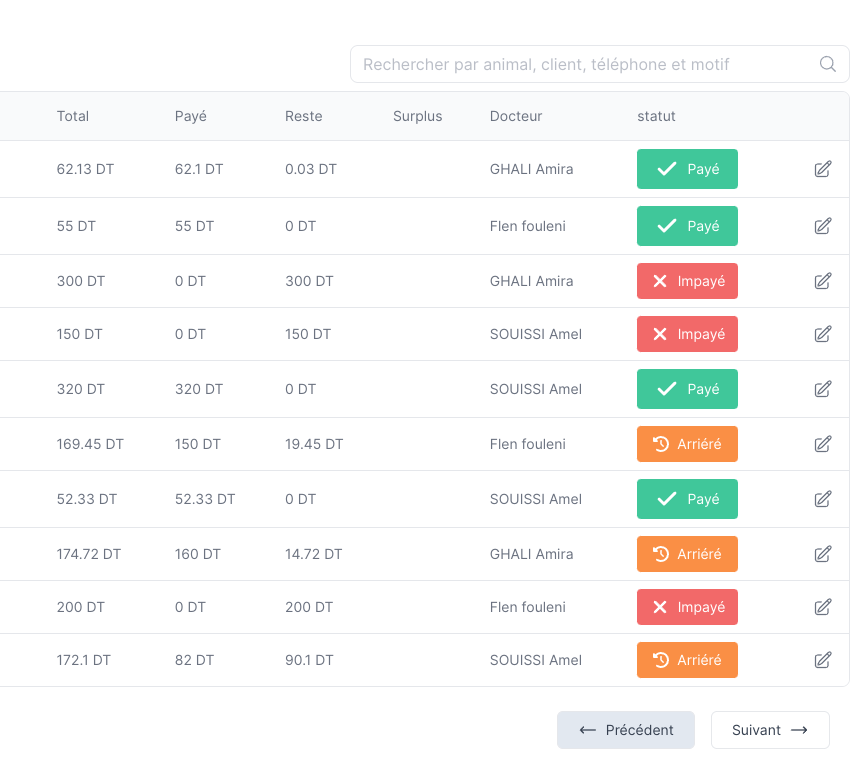 Rechercher par animal, client, téléphone et motif
Total Payé Reste Surplus Docteur statut
62.13 DT 62.1 DT 0.03 DT GHALI Amira Payé
55 DT 55 DT 0 DT Flen fouleni Payé
300 DT 0 DT 300 DT GHALI Amira Impayé
150 DT 0 DT 150 DT SOUISSI Amel Impayé
320 DT 320 DT 0 DT SOUISSI Amel Payé
169.45 DT 150 DT 19.45 DT Flen fouleni Arriéré
52.33 DT 52.33 DT 0 DT SOUISSI Amel Payé
174.72 DT 160 DT 14.72 DT GHALI Amira Arriéré
200 DT 0 DT 200 DT Flen fouleni Impayé
172.1 DT 82 DT 90.1 DT SOUISSI Amel Arriéré
Précédent Suivant